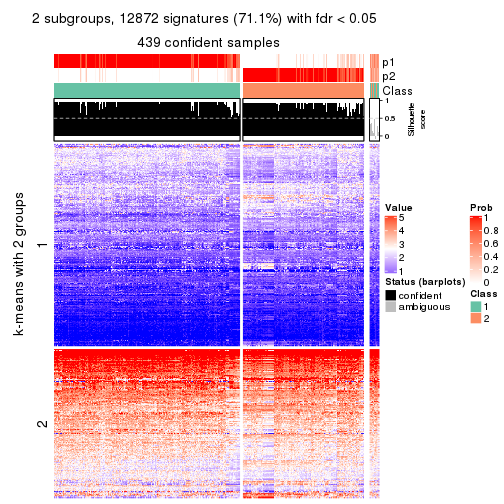 2 subgroups, 12872 signatures (71.1%) with fdr < 0.05
439 confident samples
p1
p2
Class
1
0.5
0
Silhouette
score
k-means with 2 groups
1
2
Value
5
4
3
2
1
Status (barplots)
confident
ambiguous
Prob
1
0.8
0.6
0.4
0.2
0
Class
1
2